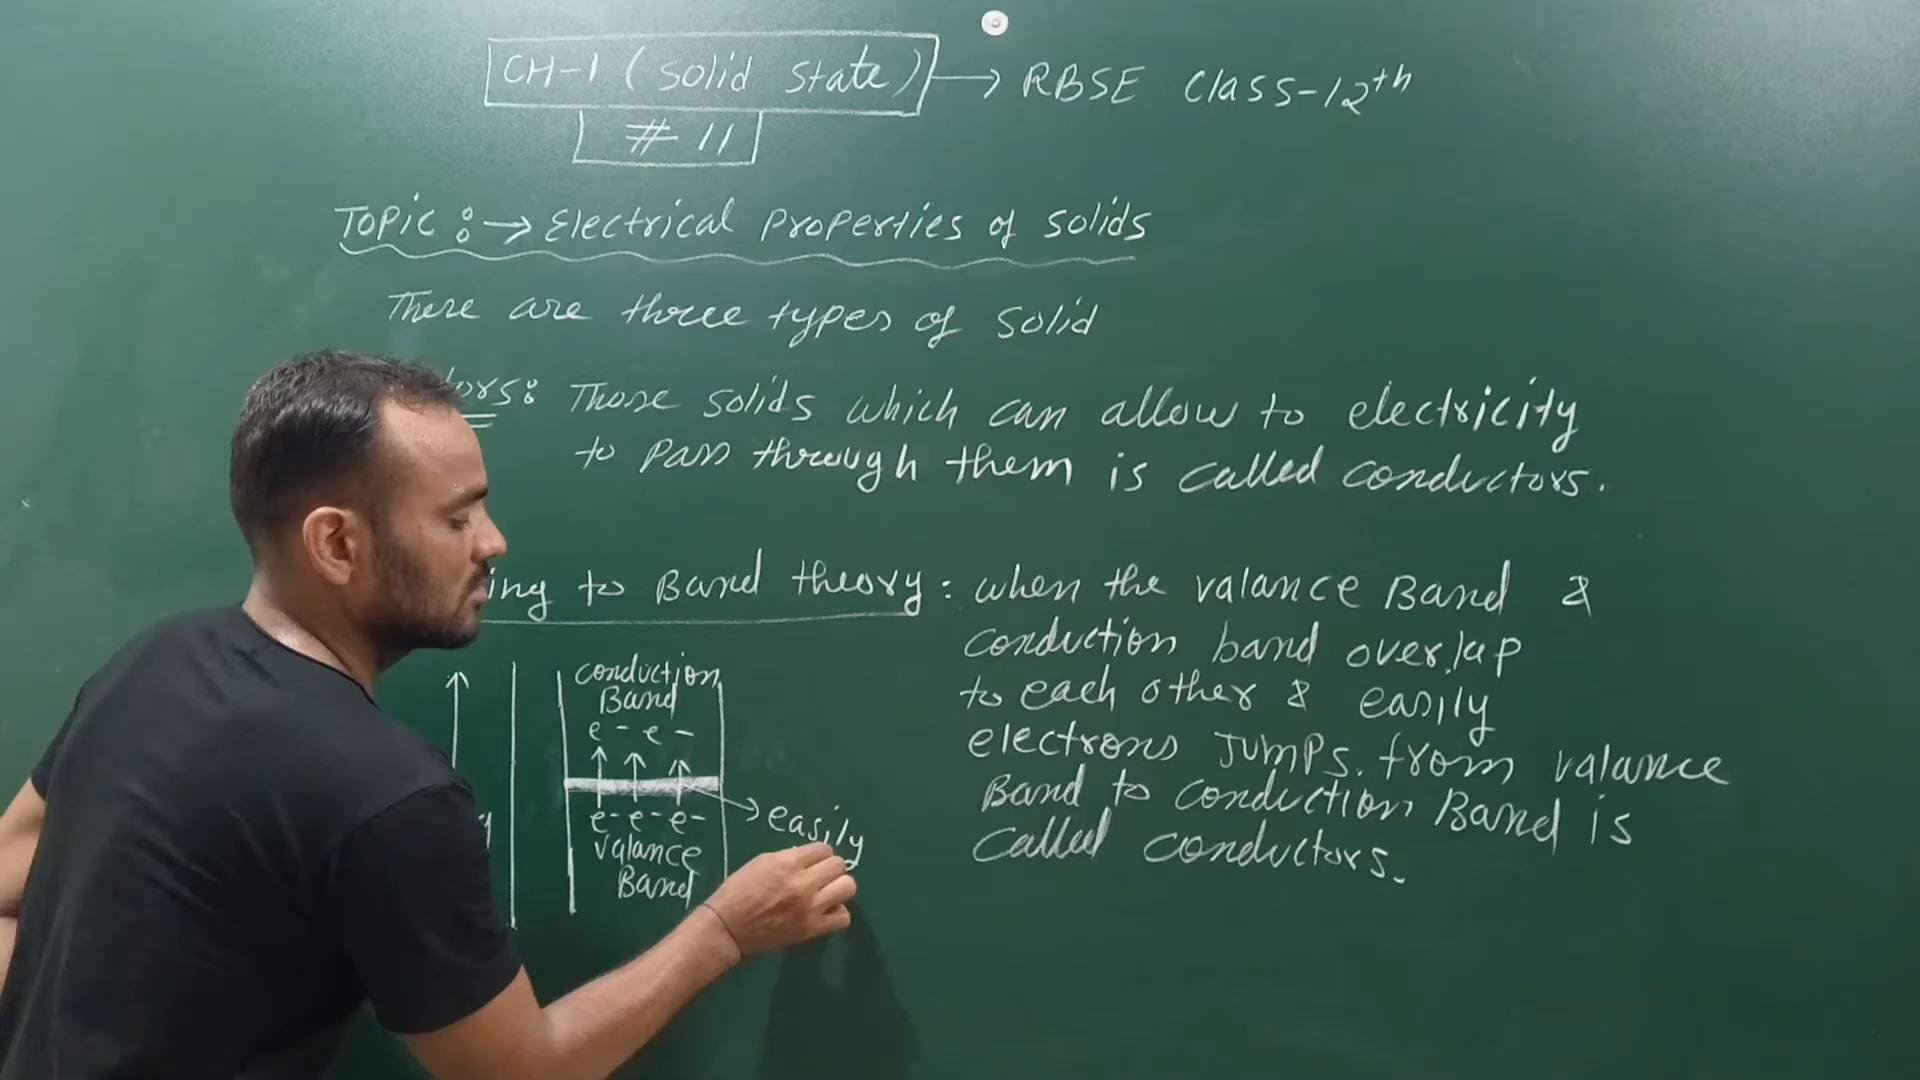 CH-1 (Solid State) → RBSE Class-12th
# 11
Topic :→ Electrical Properties of Solids
There are three types of Solid
tors: Those solids which can allow to electricity
to Pass through them is called conductors.
ing to Band theory : when the valance Band &
conduction band overlap
to each other & easily
electrons Jumps. from valance
Band to conduction Band is
called conductors.
conduction
Band
e- e-
e- e- e-
valance
Band
→ easily